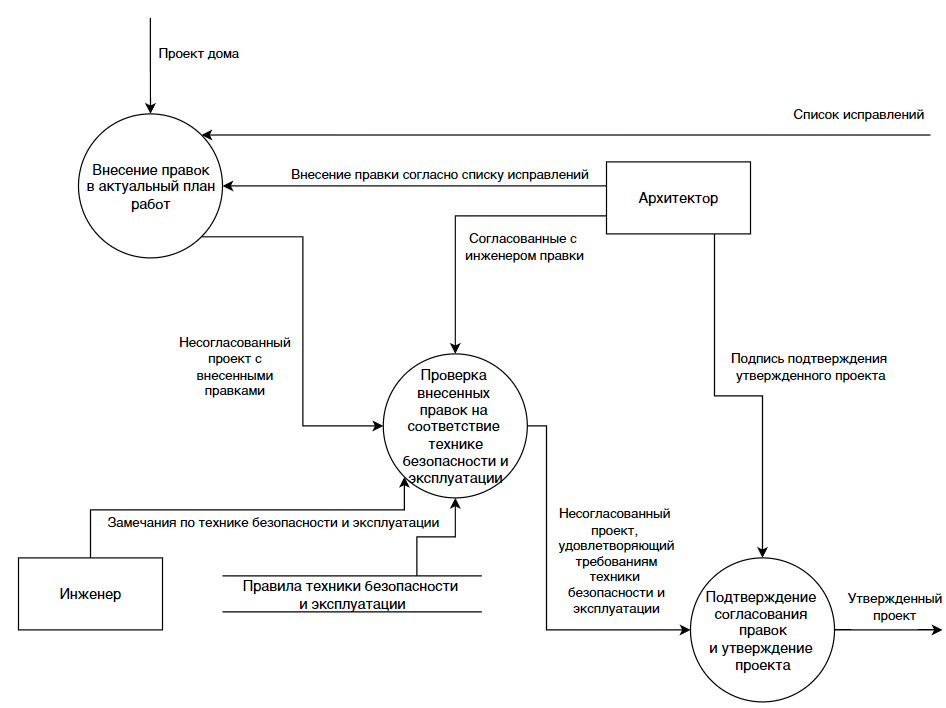 Проект дома
Список исправлений
Внесение правок
в актуальный план
работ
Внесение правки согласно списку исправлений
Архитектор
Согласованные с
инженером правки
Несогласованный
проект с
внесенными
правками
Подпись подтверждения
утвержденного проекта
Проверка
внесенных
правок на
соответствие
технике
безопасности и
эксплуатации
Замечания по технике безопасности и эксплуатации
Несогласованный
проект,
удовлетворяющий
требованиям
техники
безопасности и
эксплуатации
Инженер
Правила техники безопасности
и эксплуатации
Подтверждение
согласования
правок
и утверждение
проекта
Утвержденный
проект